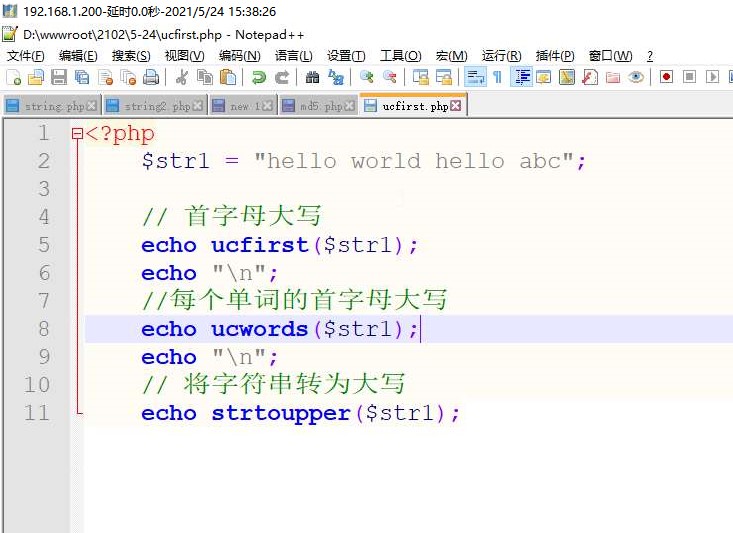 192.168.1.200-延时0.0秒-2021/5/24 15:38:26
D:\wwwroot\2102\5-24\ucfirst.php - Notepad++
文件(F) 编辑(E) 搜索(S) 视图(V) 编码(N) 语言(L) 设置(T) 工具(O) 宏(M) 运行(R) 插件(P) 窗口(W) ?
string.php string2.php new 1 md5.php ucfirst.php
1 <?php
2 $str1 = "hello world hello abc";
3
4 // 首字母大写
5 echo ucfirst($str1);
6 echo "\n";
7 //每个单词的首字母大写
8 echo ucwords($str1);
9 echo "\n";
10 // 将字符串转为大写
11 echo strtoupper($str1);